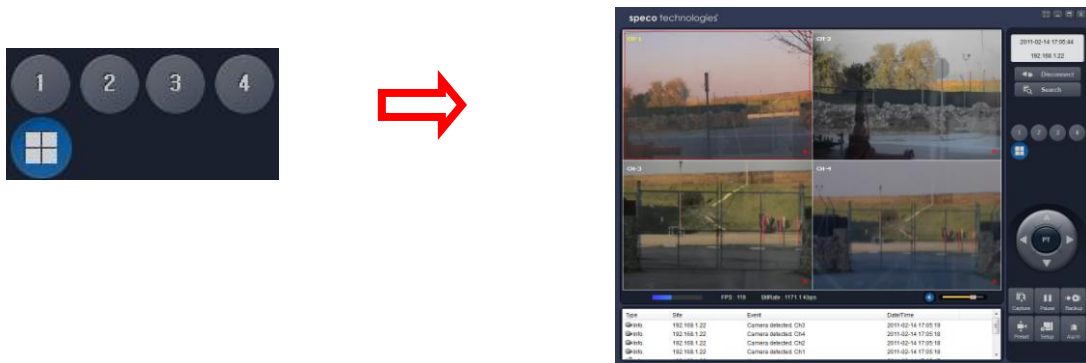 1 2 3 4
speco technologies
2011-02-14 17:05:44
192.168.1.22
Disconnect
Search
1 2 3 4
CH-1
CH-2
CH-3
CH-4
PT
FPS : 119 BitRate : 1171.1 Kbps
Capture Pause Backup
Preset Setup Alarm
Type Site Event Date/Time
Info. 192.168.1.22 Camera detected. Ch3 2011-02-14 17:05:18
Info. 192.168.1.22 Camera detected. Ch4 2011-02-14 17:05:18
Info. 192.168.1.22 Camera detected. Ch2 2011-02-14 17:05:18
Info. 192.168.1.22 Camera detected. Ch1 2011-02-14 17:05:18